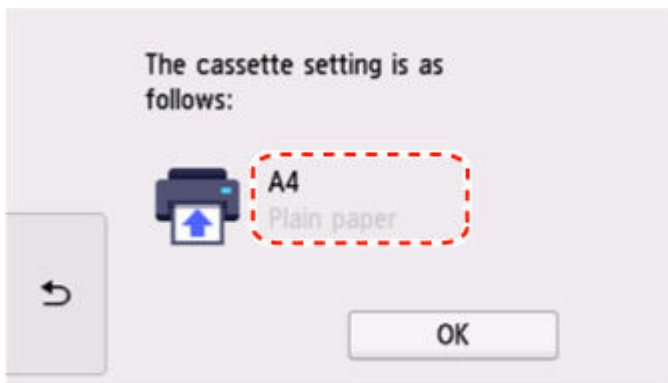 The cassette setting is as
follows:
A4
Plain paper
OK